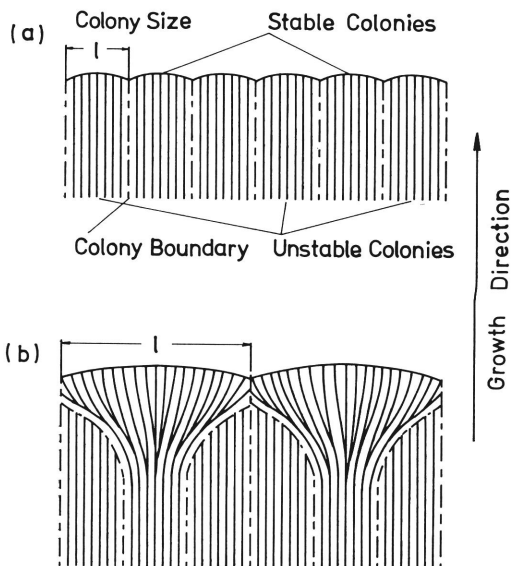 (a)
Colony Size
Stable Colonies
l
Colony Boundary
Unstable Colonies
Growth Direction
(b)
l